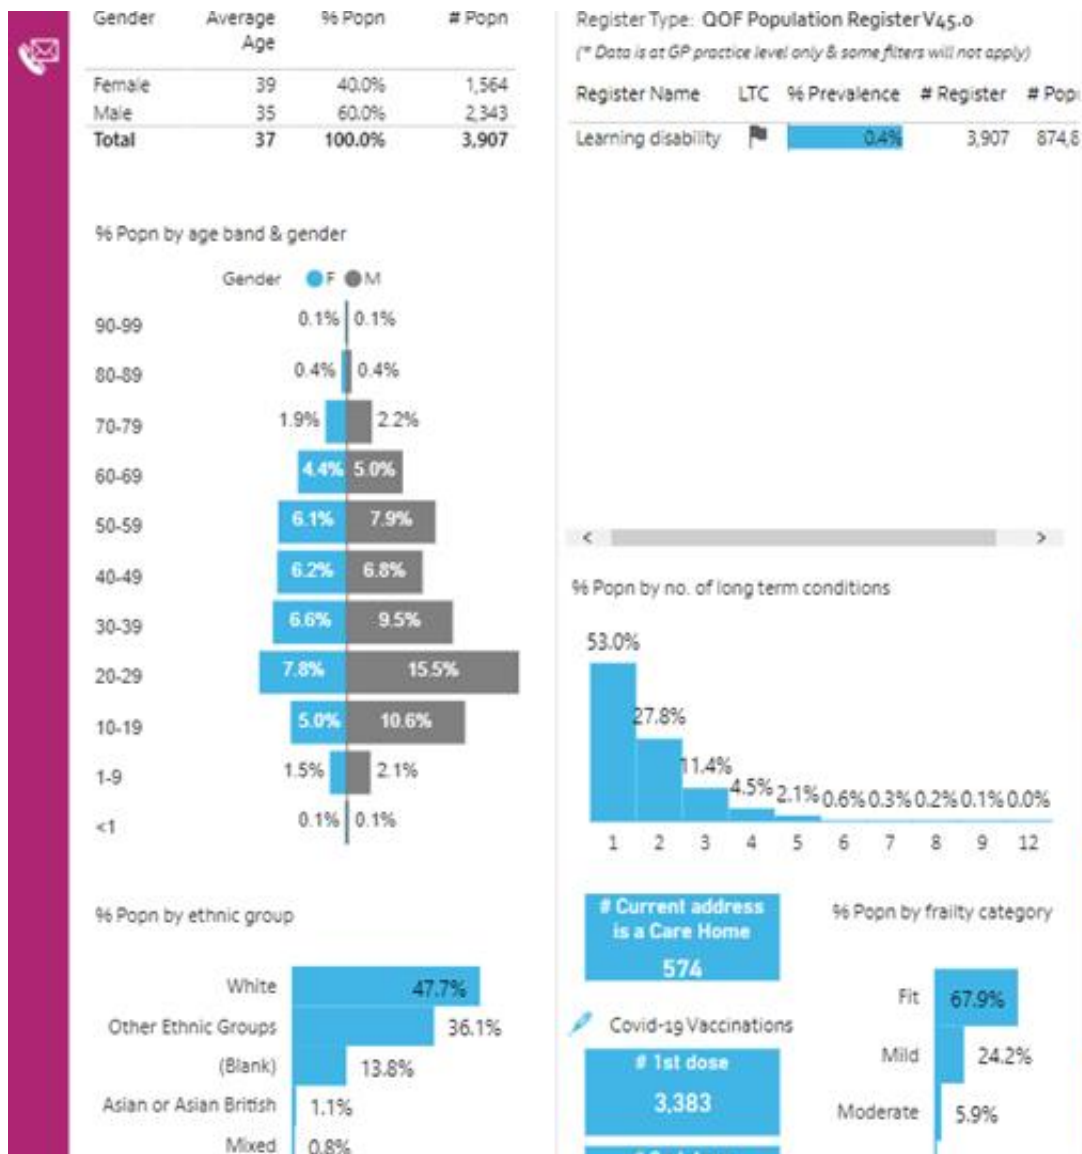 Gender Average Age % Popn # Popn
Female 39 40.0% 1,564
Male 35 60.0% 2,343
Total 37 100.0% 3,907
% Popn by age band & gender
Gender F M
90-99 0.1% 0.1%
80-89 0.4% 0.4%
70-79 1.9% 2.2%
60-69 4.4% 5.0%
50-59 6.1% 7.9%
40-49 6.2% 6.8%
30-39 6.6% 9.5%
20-29 7.8% 15.5%
10-19 5.0% 10.6%
1-9 1.5% 2.1%
<1 0.1% 0.1%
% Popn by ethnic group
White 47.7%
Other Ethnic Groups 36.1%
(Blank) 13.8%
Asian or Asian British 1.1%
Mixed 0.8%
Register Type: QOF Population Register V45.0
(* Data is at GP practice level only & some filters will not apply)
Register Name LTC % Prevalence # Register # Pop
Learning disability 0.4% 3,907 874,8
% Popn by no. of long term conditions
53.0%
27.8%
11.4%
4.5% 2.1% 0.6% 0.3% 0.2% 0.1% 0.0%
1 2 3 4 5 6 7 8 9 12
# Current address
is a Care Home
574
Covid-19 Vaccinations
# 1st dose
3,383
% Popn by frailty category
Fit 67.9%
Mild 24.2%
Moderate 5.9%